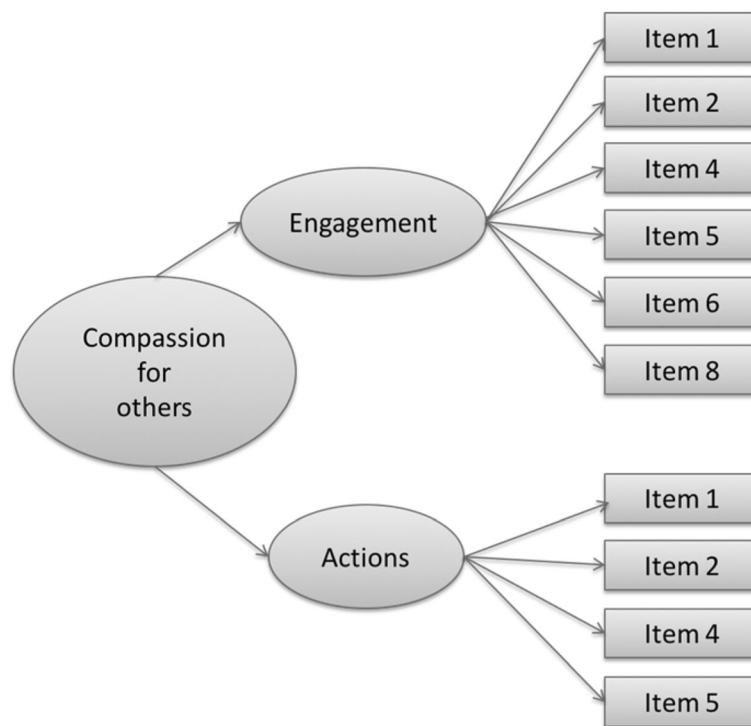 Item 1
Item 2
Item 4
Engagement
Item 5
Item 6
Compassion
for
others
Item 8
Item 1
Item 2
Actions
Item 4
Item 5